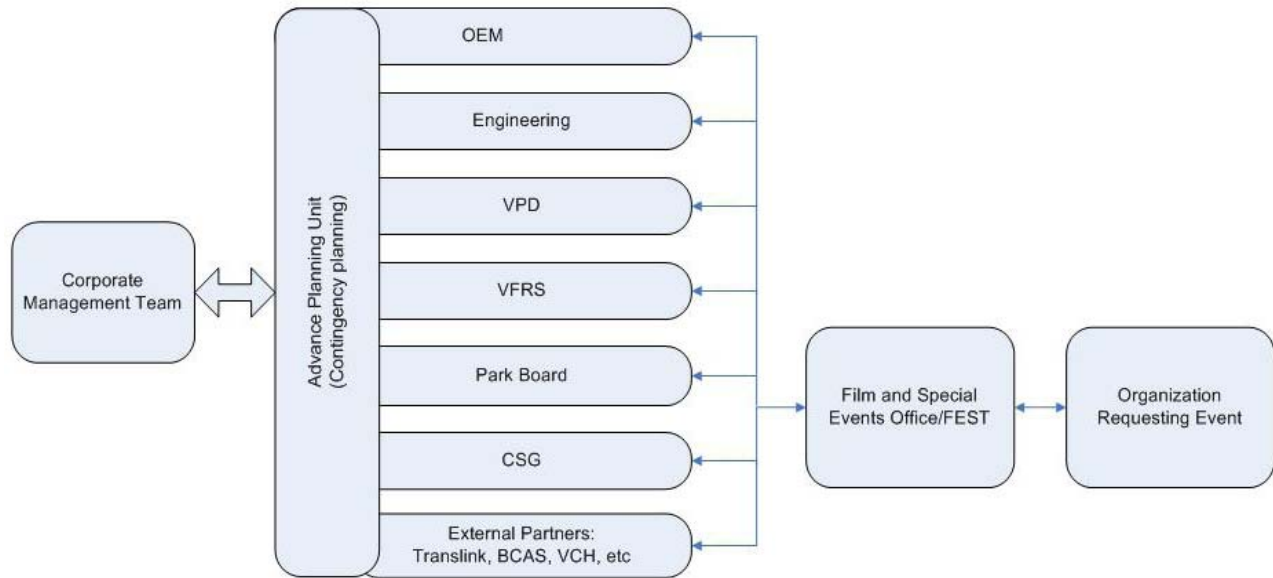 Corporate
Management Team
Advance Planning Unit
(Contingency planning)
OEM
Engineering
VPD
VFRS
Park Board
CSG
External Partners:
Translink, BCAS, VCH, etc
Film and Special
Events Office/FEST
Organization
Requesting Event